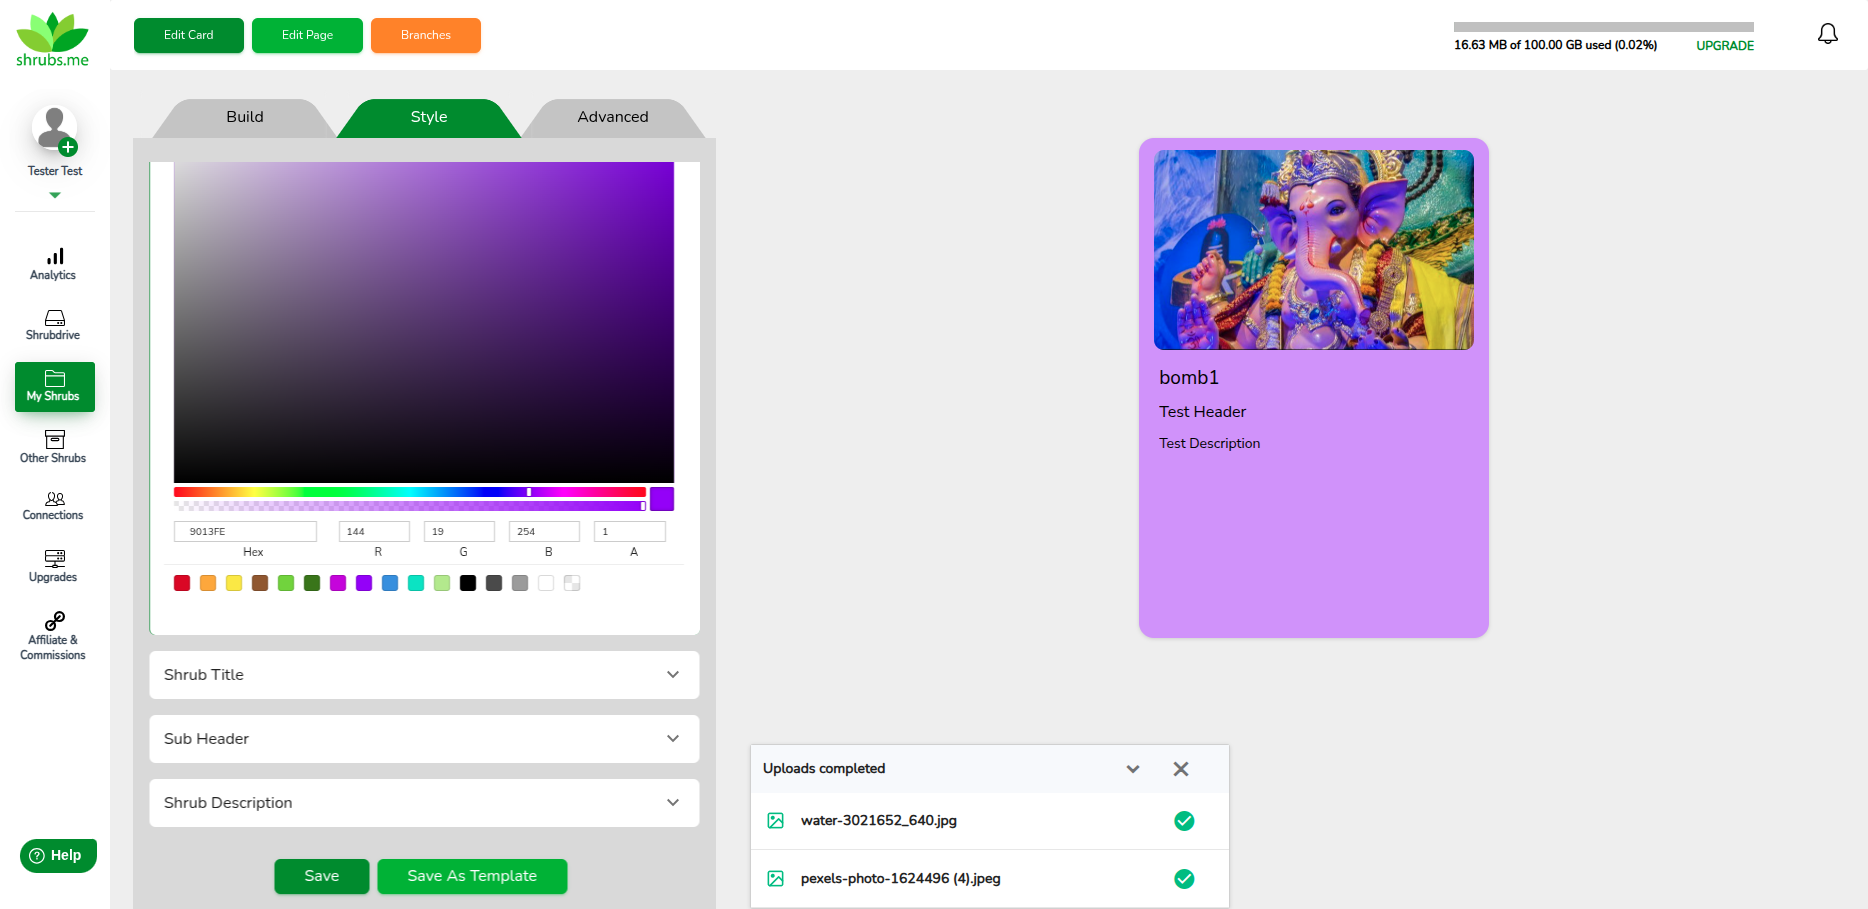 shrubs.me
Edit Card
Edit Page
Branches
16.63 MB of 100.00 GB used (0.02%)
UPGRADE
Tester Test
Analytics
Shrubdrive
My Shrubs
Other Shrubs
Connections
Upgrades
Affiliate &
Commissions
Help
Build
Style
Advanced
9013FE
144
19
254
1
Hex
R
G
B
A
Shrub Title
Sub Header
Shrub Description
Save
Save As Template
bomb1
Test Header
Test Description
Uploads completed
water-3021652_640.jpg
pexels-photo-1624496 (4).jpeg